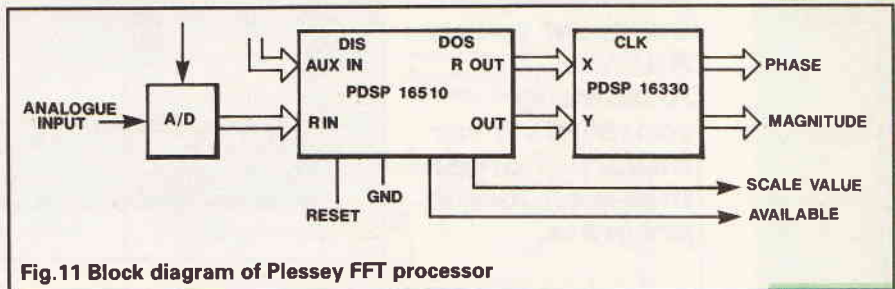 DIS
DOS
CLK
AUX IN
R OUT
X
PHASE
PDSP 16510
PDSP 16330
ANALOGUE
INPUT
A/D
R IN
OUT
Y
MAGNITUDE
SCALE VALUE
RESET
GND
AVAILABLE
Fig.11 Block diagram of Plessey FFT processor